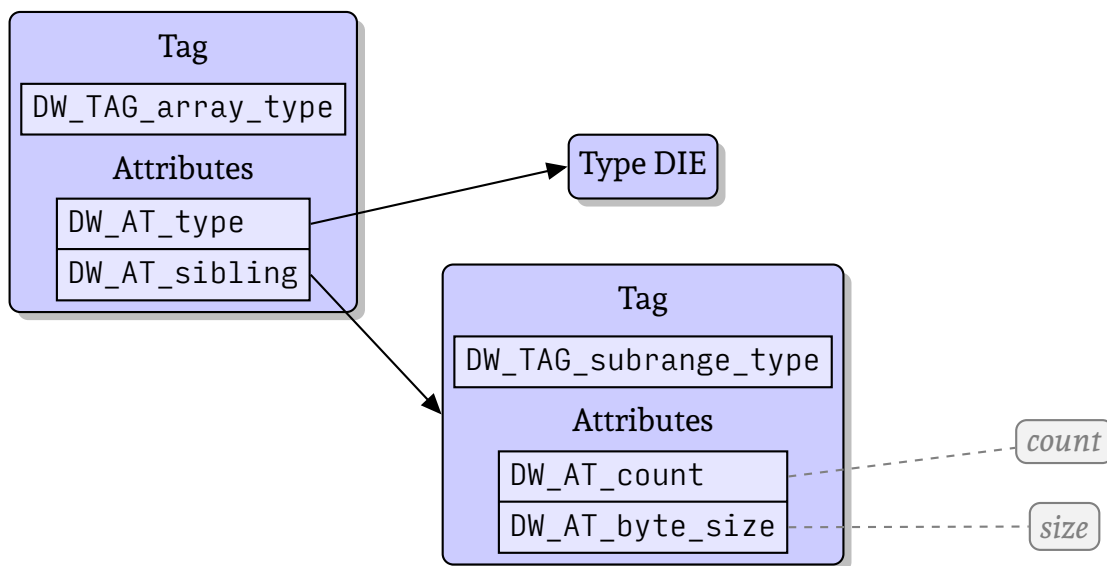 Tag
DW_TAG_array_type
Attributes
DW_AT_type
DW_AT_sibling
Type DIE
Tag
DW_TAG_subrange_type
Attributes
DW_AT_count
DW_AT_byte_size
count
size